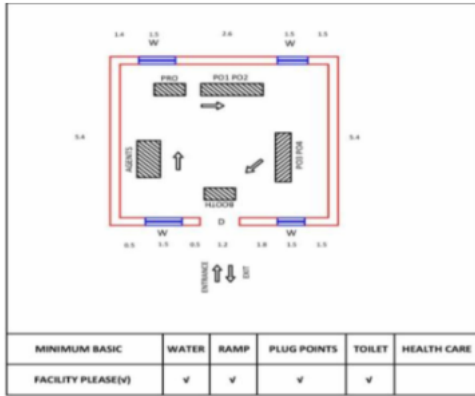 1.4 1.5 2.6 1.5 1.5
W W
PRO PO1 PO2
5.4 5.4
AGENTS
PO3 PO4
BOOTH
W D W
0.5 1.5 0.5 1.2 1.8 1.5 1.5
ENTRANCE EXIT
MINIMUM BASIC WATER RAMP PLUG POINTS TOILET HEALTH CARE
FACILITY PLEASE(√) √ √ √ √